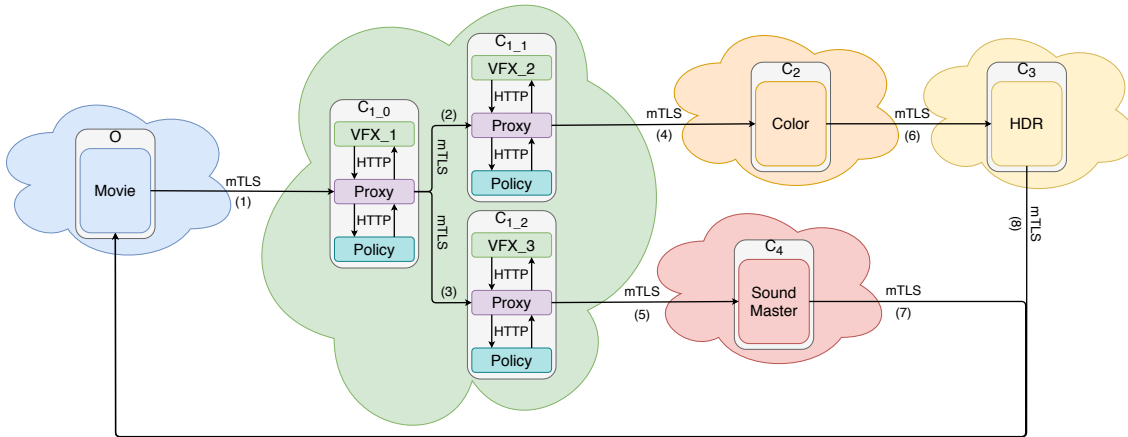 O
Movie
mTLS
(1)
C1_0
VFX_1
HTTP
Proxy
HTTP
Policy
(2)
mTLS
mTLS
(3)
C1_1
VFX_2
HTTP
Proxy
HTTP
Policy
C1_2
VFX_3
HTTP
Proxy
HTTP
Policy
mTLS
(4)
C2
Color
mTLS
(6)
C3
HDR
mTLS
(8)
mTLS
(5)
C4
Sound
Master
mTLS
(7)